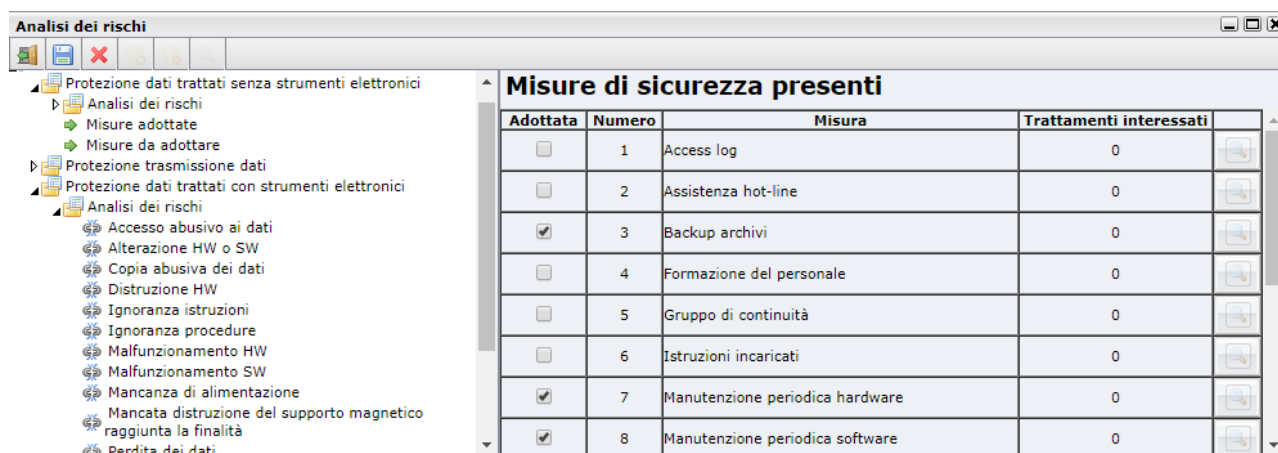 Analisi dei rischi
Protezione dati trattati senza strumenti elettronici
Analisi dei rischi
Misure adottate
Misure da adottare
Protezione trasmissione dati
Protezione dati trattati con strumenti elettronici
Analisi dei rischi
Accesso abusivo ai dati
Alterazione HW o SW
Copia abusiva dei dati
Distruzione HW
Ignoranza istruzioni
Ignoranza procedure
Malfunzionamento HW
Malfunzionamento SW
Mancanza di alimentazione
Mancata distruzione del supporto magnetico
raggiunta la finalità
Perdita dei dati
Misure di sicurezza presenti
Adottata Numero Misura Trattamenti interessati
1 Access log 0
2 Assistenza hot-line 0
3 Backup archivi 0
4 Formazione del personale 0
5 Gruppo di continuità 0
6 Istruzioni incaricati 0
7 Manutenzione periodica hardware 0
8 Manutenzione periodica software 0